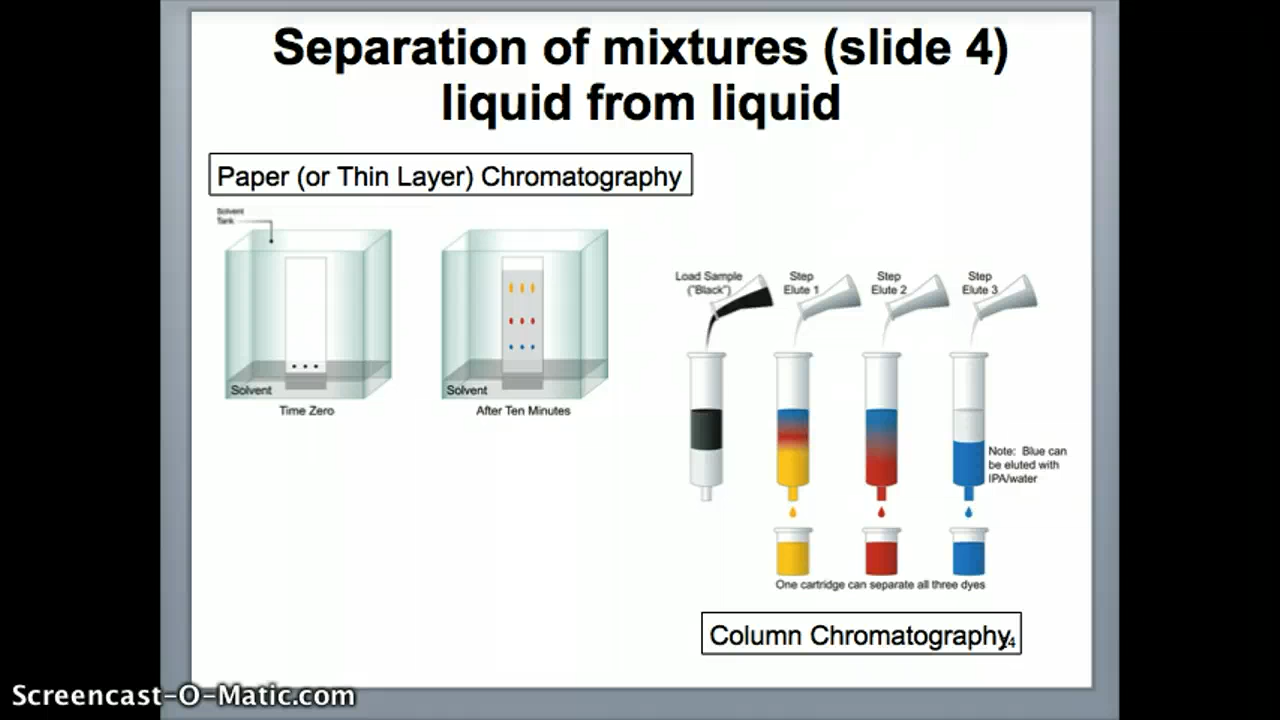 Separation of mixtures (slide 4)
liquid from liquid
Paper (or Thin Layer) Chromatography
Solvent
Tank
Solvent
Time Zero
Solvent
After Ten Minutes
Load Sample
("Black")
Step
Elute 1
Step
Elute 2
Step
Elute 3
Note: Blue can
be eluted with
IPA/water
One cartridge can separate all three dyes
Column Chromatography
Screencast-O-Matic.com